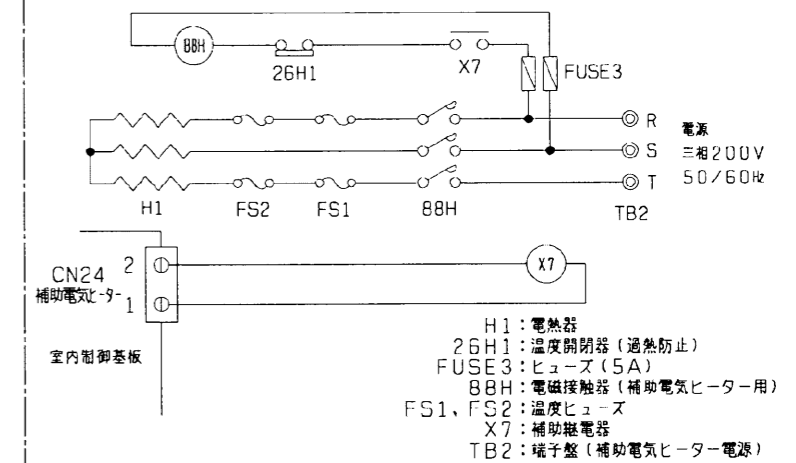 88H
26H1
X7
FUSE3
R
電源
S
三相200V
T
50/60Hz
H1
FS2
FS1
88H
TB2
CN24
2
X7
補助電気ヒーター
1
室内制御基板
H1：電熱器
26H1：温度開閉器（過熱防止）
FUSE3：ヒューズ（5A）
88H：電磁接触器（補助電気ヒーター用）
FS1、FS2：温度ヒューズ
X7：補助継電器
TB2：端子盤（補助電気ヒーター電源）